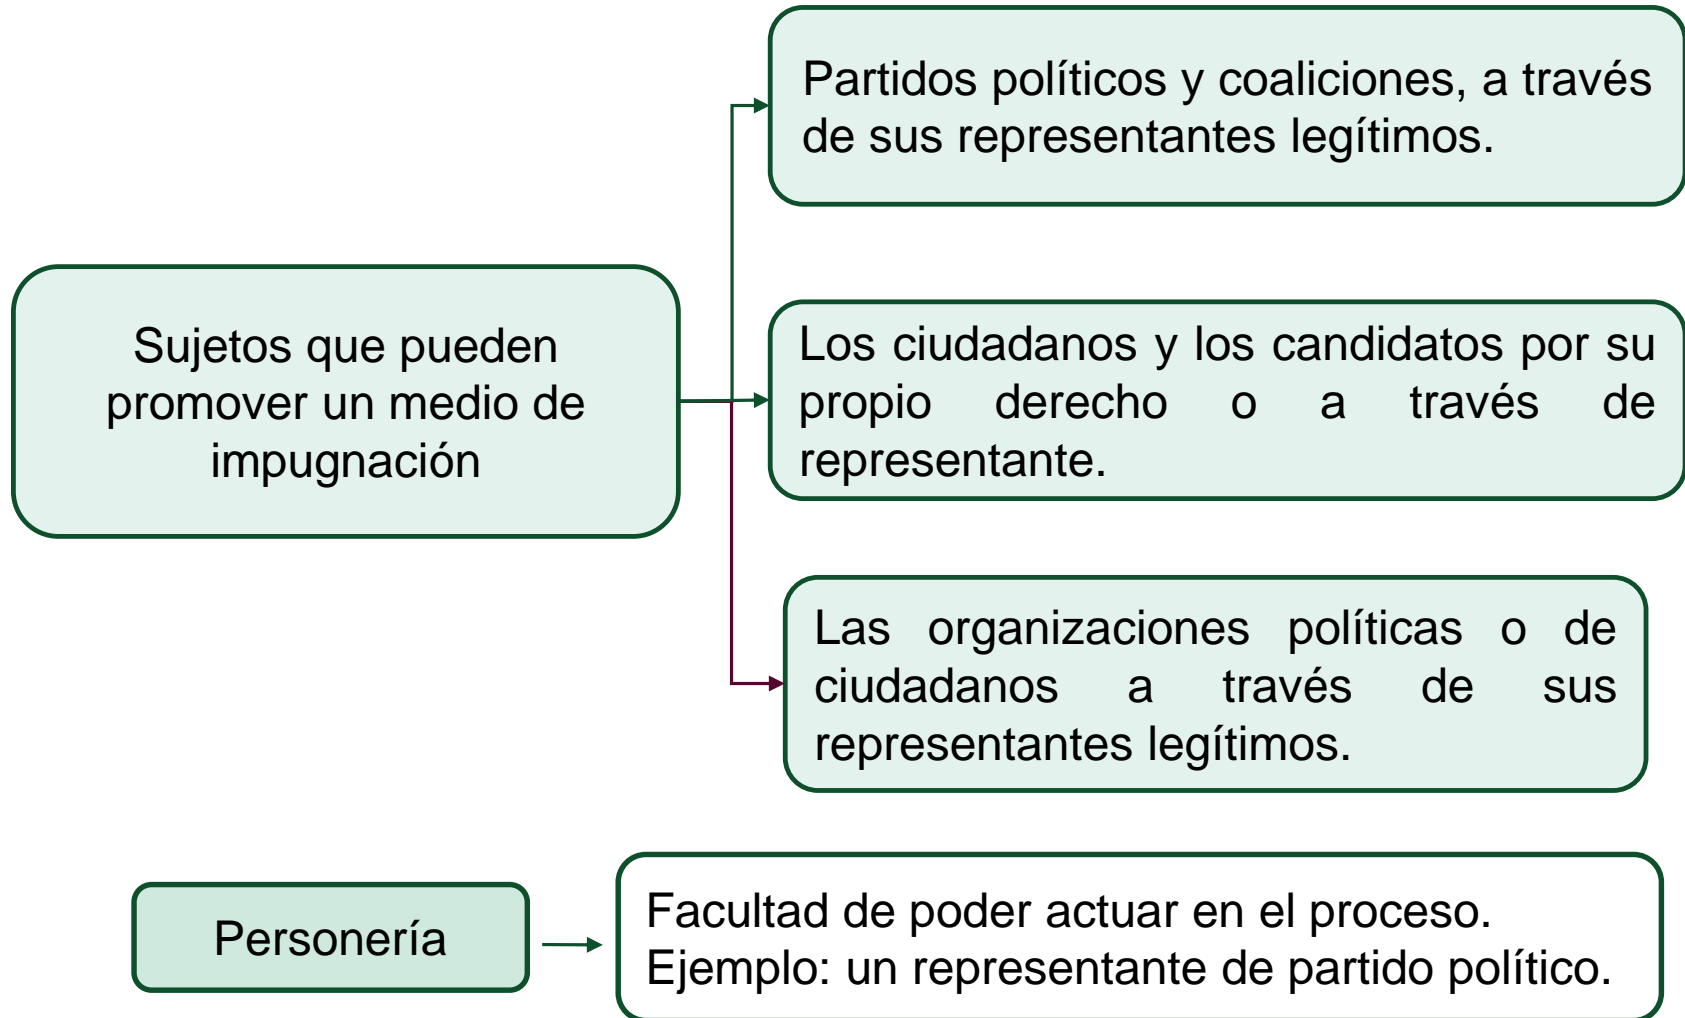 Partidos políticos y coaliciones, a través
de sus representantes legítimos.
Sujetos que pueden
promover un medio de
impugnación
Los ciudadanos y los candidatos por su
propio derecho o a través de
representante.
Las organizaciones políticas o de
ciudadanos a través de sus
representantes legítimos.
Personería
Facultad de poder actuar en el proceso.
Ejemplo: un representante de partido político.